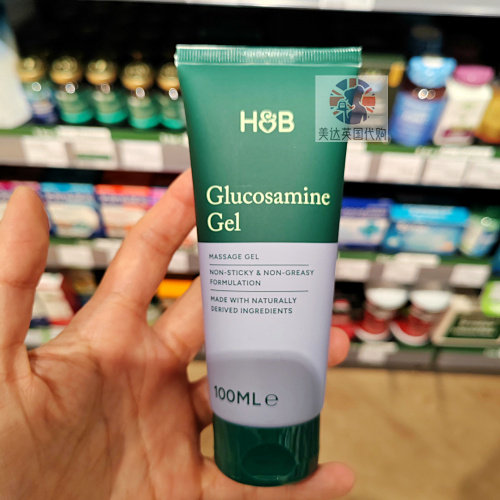 H&B
美达英国代购
Glucosamine
Gel
MASSAGE GEL
NON-STICKY & NON-GREASY
FORMULATION
MADE WITH NATURALLY
DERIVED INGREDIENTS
100ML ℮